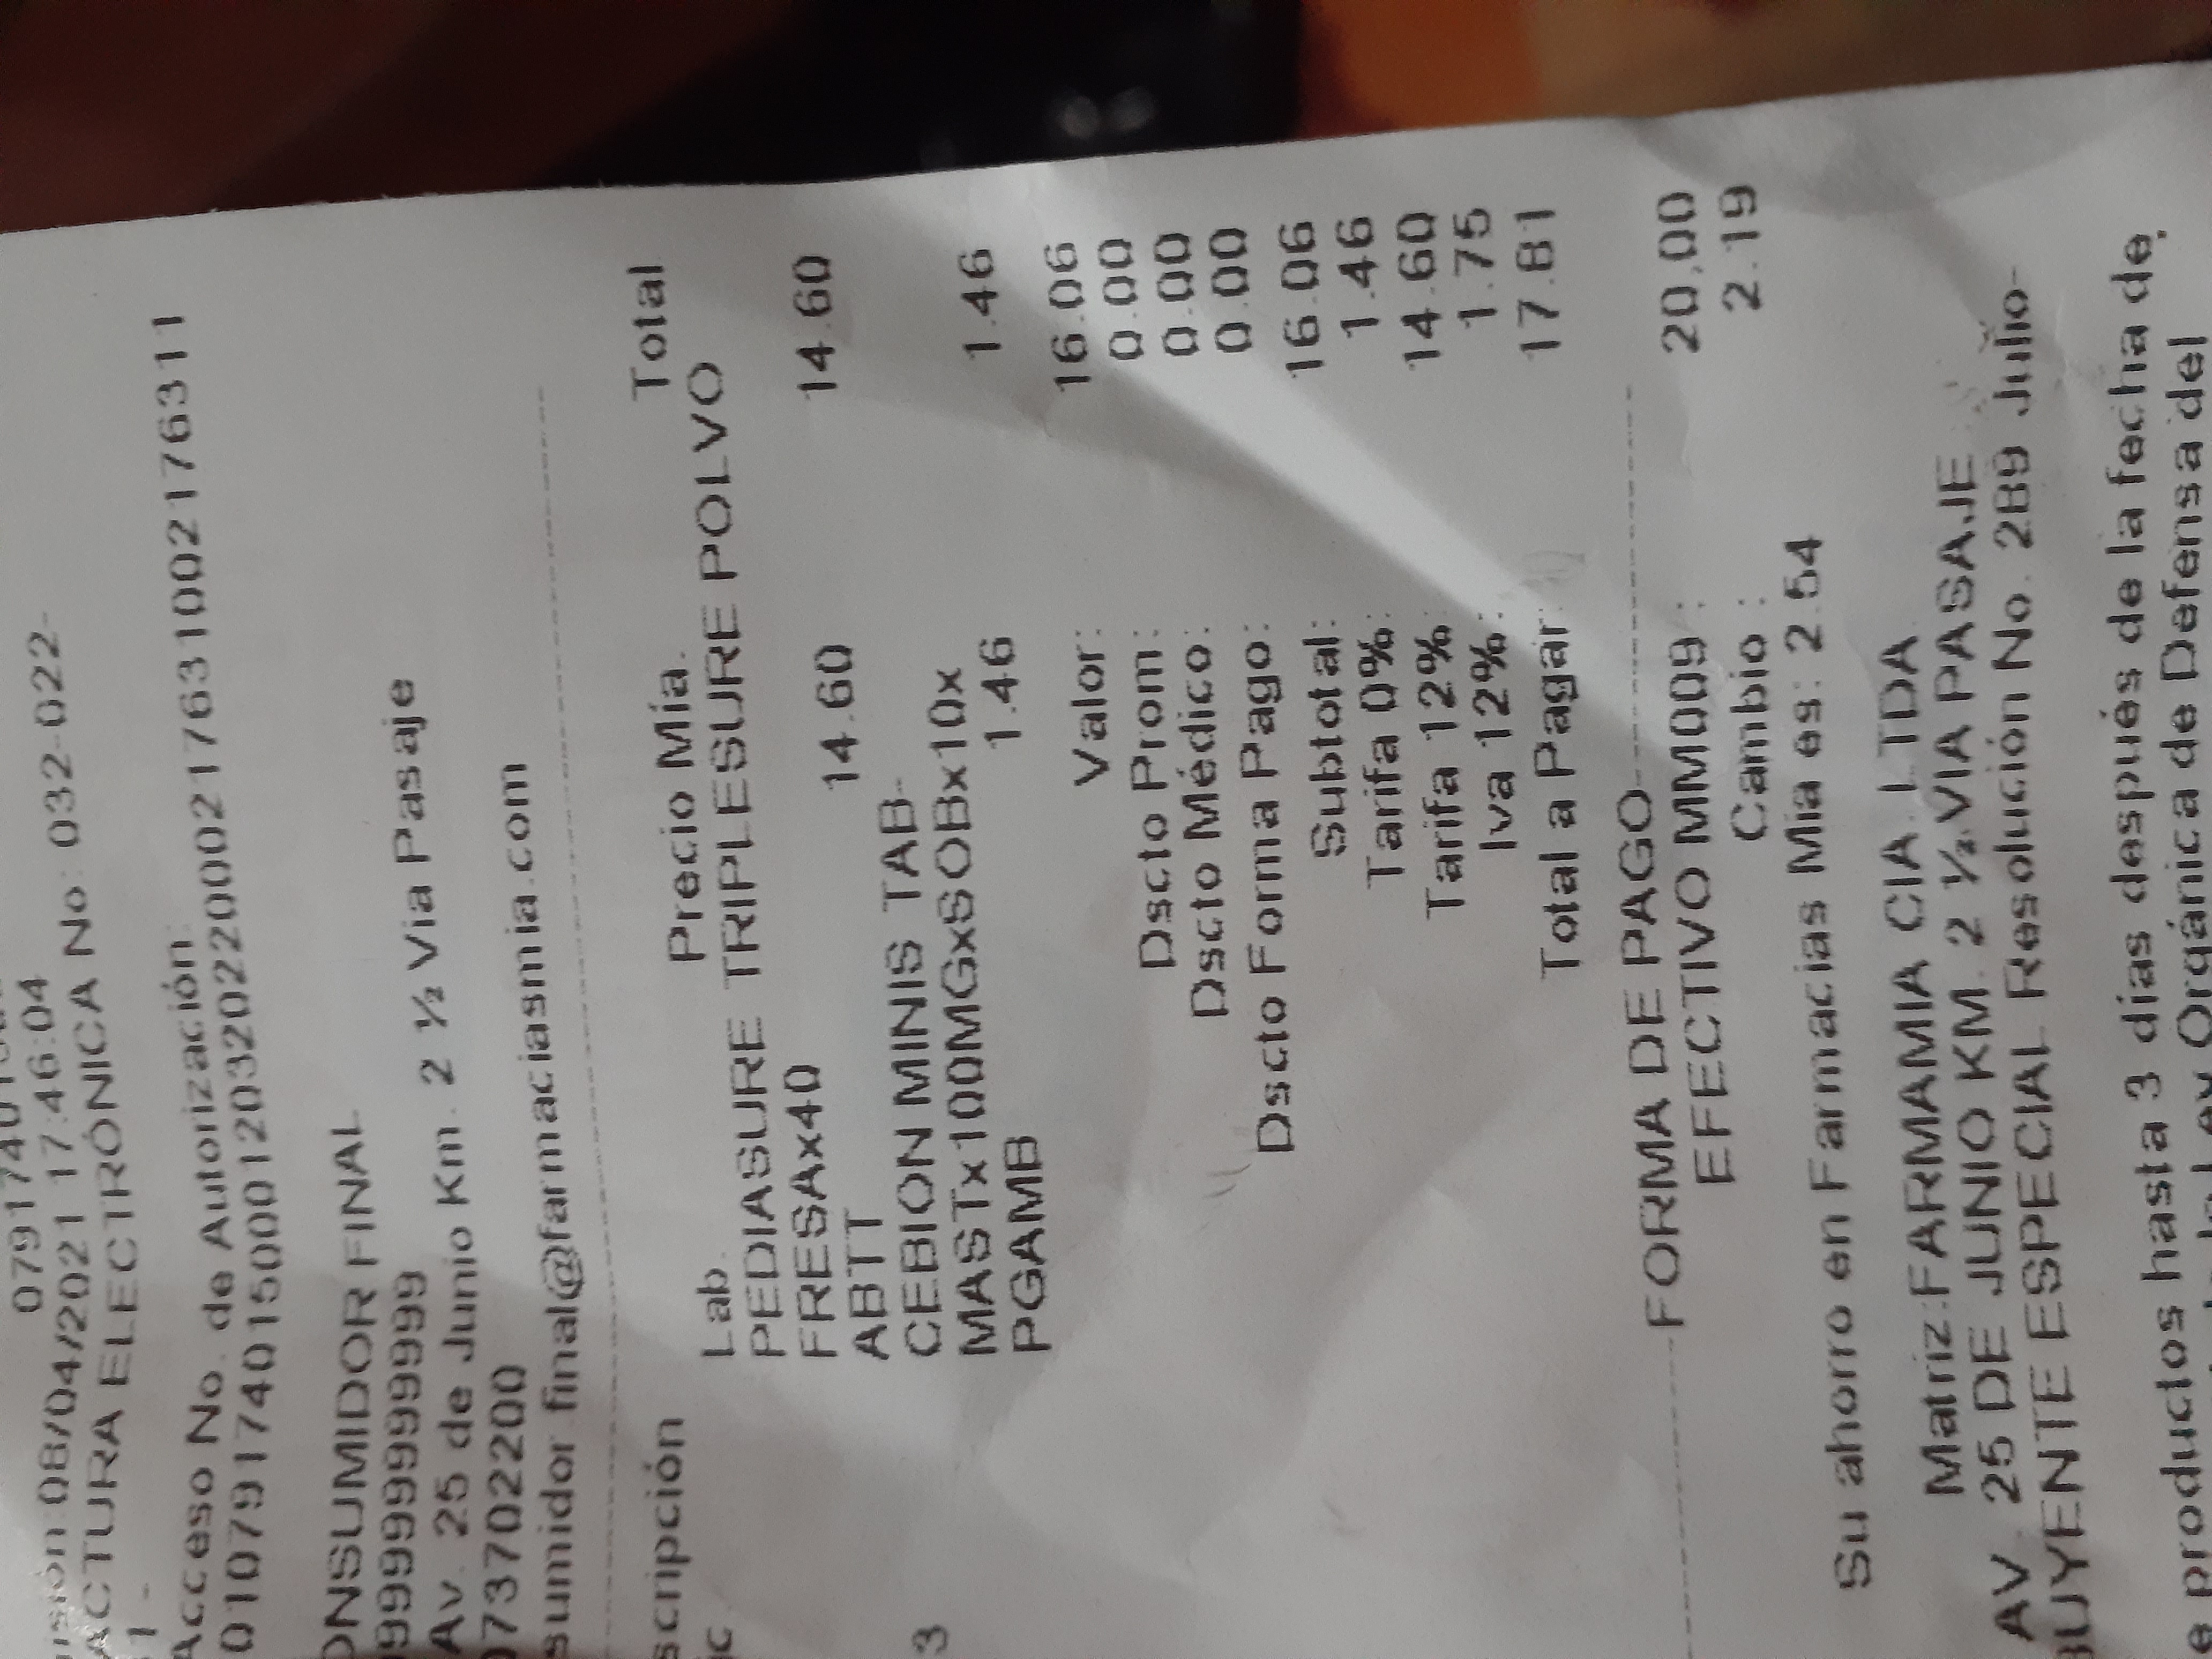 isión:08/04/2021 17:46:04
ACTURA ELECTRÓNICA No: 032-022-
1 -
Acceso No. de Autorización:
0107917401500012032022000217631002176311
ONSUMIDOR FINAL
999999999999
Av. 25 de Junio Km. 2 ½ Via Pasaje
073702200
sumidor.final@farmaciasmia.com
scripción
Lab. Precio Mía. Total
PEDIASURE TRIPLESURE POLVO
FRESAx40
ABTT 14.60 14.60
3 CEBION MINIS TAB-
MASTx100MGxSOBx10x
PGAMB 1.46 1.46
Valor: 16.06
Dscto Prom: 0.00
Dscto Médico: 0.00
Dscto Forma Pago: 0.00
Subtotal: 16.06
Tarifa 0%: 1.46
Tarifa 12%: 14.60
Iva 12%: 1.75
Total a Pagar: 17.81
FORMA DE PAGO
EFECTIVO MM009 : 20,00
Cambio : 2.19
Su ahorro en Farmacias Mia es: 2.54
Matriz:FARMAMIA CIA. LTDA
AV. 25 DE JUNIO KM. 2 ½.VIA PASAJE
BUYENTE ESPECIAL Resolución No. 289 Julio-
e productos hasta 3 días después de la fecha de
la Ley Orgánica de Defensa del